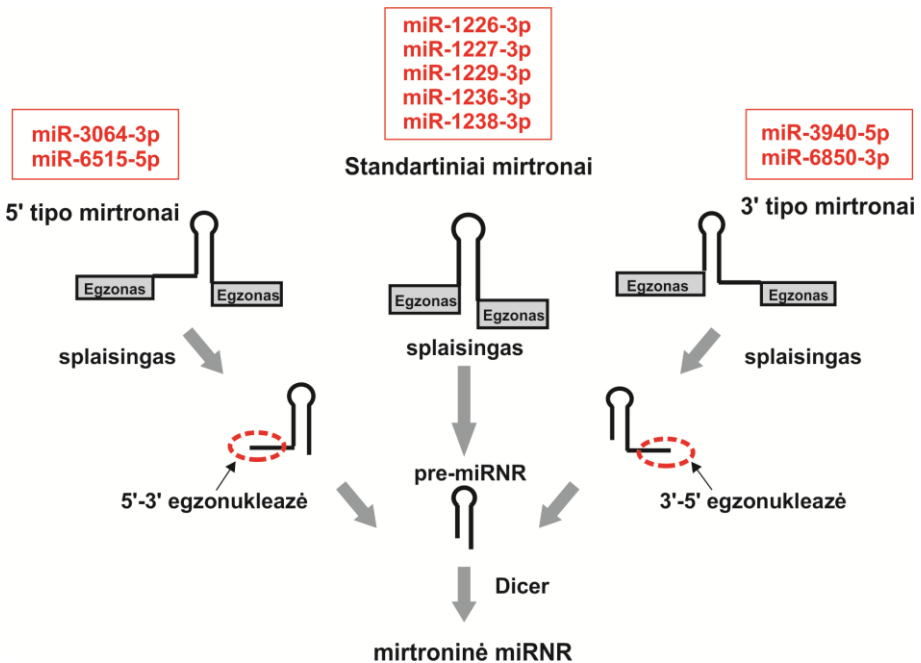 miR-1226-3p
miR-1227-3p
miR-1229-3p
miR-1236-3p
miR-1238-3p
miR-3064-3p
miR-6515-5p
miR-3940-5p
miR-6850-3p
Standartiniai mirtronai
5' tipo mirtronai
3' tipo mirtronai
Egzonas
Egzonas
Egzonas
Egzonas
Egzonas
Egzonas
splaisingas
splaisingas
splaisingas
pre-miRNR
5'-3' egzonukleazė
3'-5' egzonukleazė
Dicer
mirtroninė miRNR